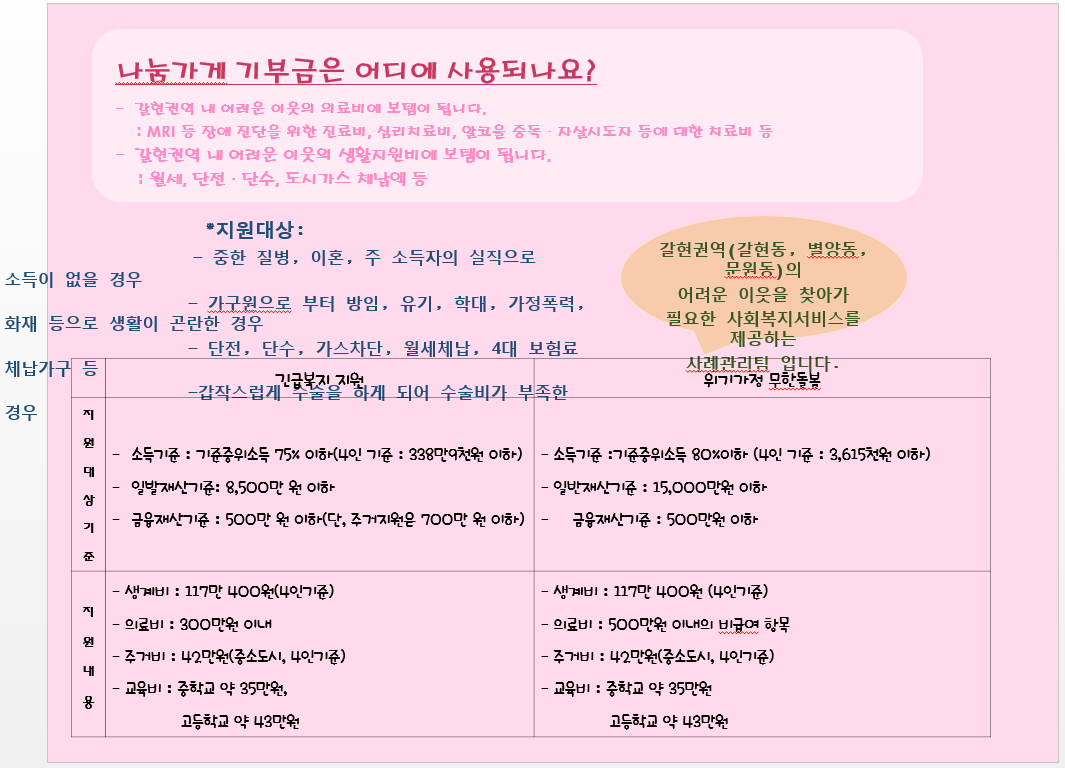 나눔가게 기부금은 어디에 사용되나요?
- 갈현권역 내 어려운 이웃의 의료비에 보탬이 됩니다.
: MRI 등 장애 진단을 위한 진료비, 심리치료비, 알코올 중독 · 자살시도자 등에 대한 치료비 등
- 갈현권역 내 어려운 이웃의 생활지원비에 보탬이 됩니다.
: 월세, 단전 · 단수, 도시가스 체납액 등
*지원대상:
- 중한 질병, 이혼, 주 소득자의 실직으로
소득이 없을 경우
- 가구원으로 부터 방임, 유기, 학대, 가정폭력,
화재 등으로 생활이 곤란한 경우
- 단전, 단수, 가스차단, 월세체납, 4대 보험료
체납가구 등
-갑작스럽게 수술을 하게 되어 수술비가 부족한
경우
갈현권역(갈현동, 별양동,
문원동)의
어려운 이웃을 찾아가
필요한 사회복지서비스를
제공하는
사례관리팀 입니다.
긴급복지 지원
위기가정 무한돌봄
지
원
대
상
기
준
- 소득기준 : 기준중위소득 75% 이하(4인 기준 : 338만9천원 이하)
- 일발재산기준: 8,500만 원 이하
- 금융재산기준 : 500만 원 이하(단, 주거지원은 700만 원 이하)
- 소득기준 :기준중위소득 80%이하 (4인 기준 : 3,615천원 이하)
- 일반재산기준 : 15,000만원 이하
- 금융재산기준 : 500만원 이하
지
원
내
용
- 생계비 : 117만 400원(4인기준)
- 의료비 : 300만원 이내
- 주거비 : 42만원(중소도시, 4인기준)
- 교육비 : 중학교 약 35만원,
고등학교 약 43만원
- 생계비 : 117만 400원 (4인기준)
- 의료비 : 500만원 이내의 비급여 항목
- 주거비 : 42만원(중소도시, 4인기준)
- 교육비 : 중학교 약 35만원
고등학교 약 43만원